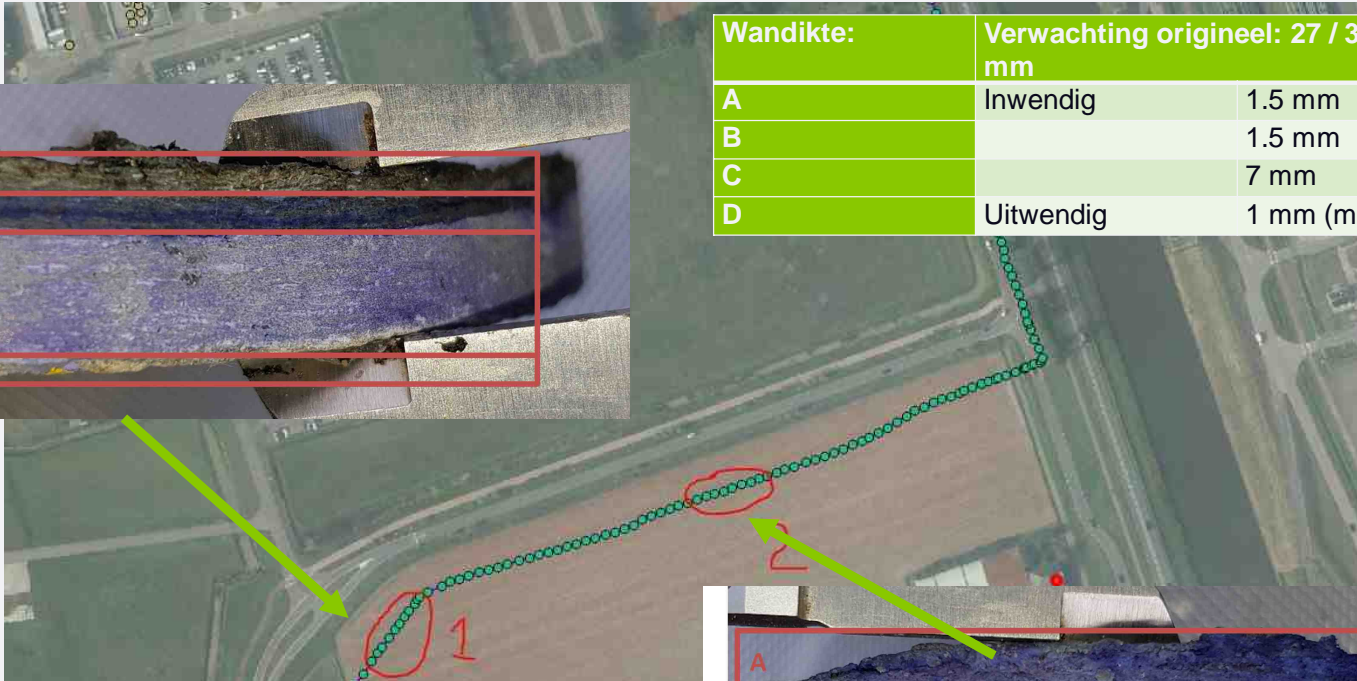 Wandikte:
Verwachting origineel: 27 / 3
mm
A Inwendig 1.5 mm
B 1.5 mm
C 7 mm
D Uitwendig 1 mm (m
2
1
A